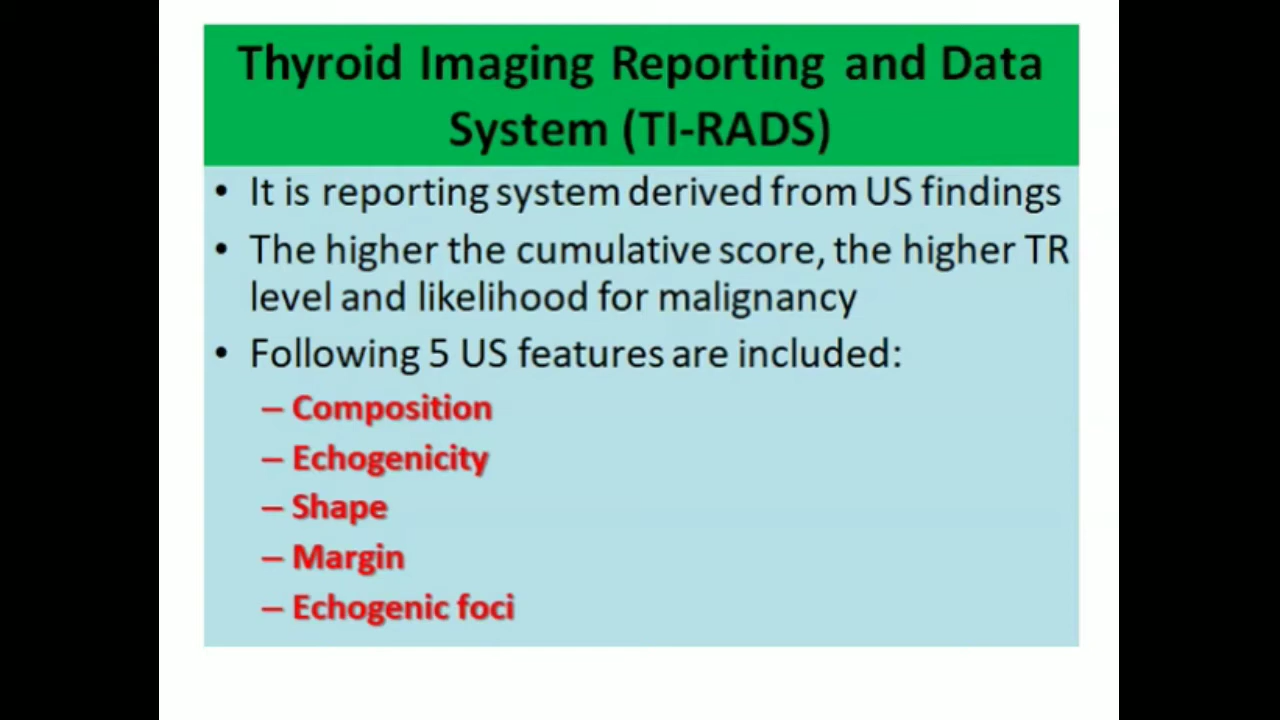 Thyroid Imaging Reporting and Data
System (TI-RADS)
• It is reporting system derived from US findings
• The higher the cumulative score, the higher TR
level and likelihood for malignancy
• Following 5 US features are included:
– Composition
– Echogenicity
– Shape
– Margin
– Echogenic foci